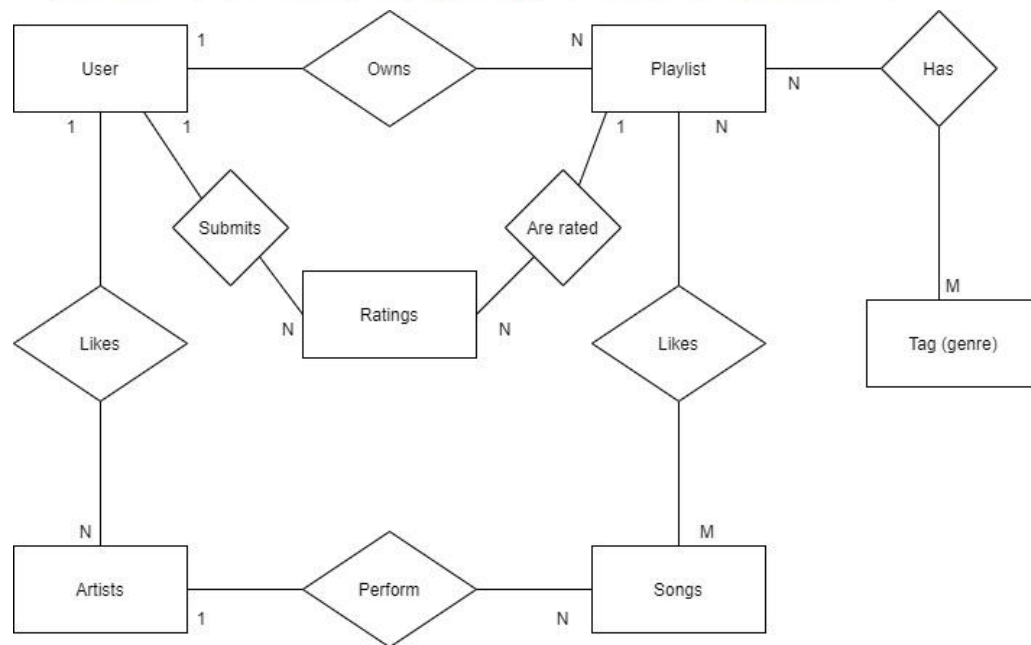 1
N
User
Owns
Playlist
Has
N
1
1
1
N
Submits
Are rated
M
Ratings
N
N
Likes
Likes
Tag (genre)
N
M
Artists
Perform
Songs
1
N